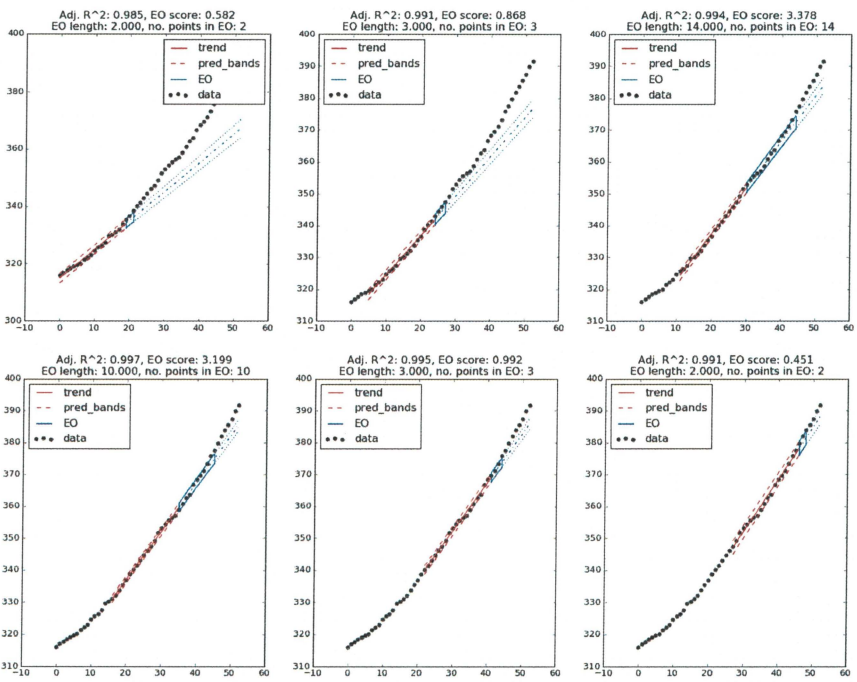 Adj. R^2: 0.985, EO score: 0.582
EO length: 2.000, no. points in EO: 2
400
380
360
340
320
300
-10
0
10
20
30
40
50
60
trend
pred_bands
EO
data
Adj. R^2: 0.991, EO score: 0.868
EO length: 3.000, no. points in EO: 3
400
390
380
370
360
350
340
330
320
310
-10
0
10
20
30
40
50
60
trend
pred_bands
EO
data
Adj. R^2: 0.994, EO score: 3.378
EO length: 14.000, no. points in EO: 14
400
390
380
370
360
350
340
330
320
310
-10
0
10
20
30
40
50
60
trend
pred_bands
EO
data
Adj. R^2: 0.997, EO score: 3.199
EO length: 10.000, no. points in EO: 10
400
390
380
370
360
350
340
330
320
310
-10
0
10
20
30
40
50
60
trend
pred_bands
EO
data
Adj. R^2: 0.995, EO score: 0.992
EO length: 3.000, no. points in EO: 3
400
390
380
370
360
350
340
330
320
310
-10
0
10
20
30
40
50
60
trend
pred_bands
EO
data
Adj. R^2: 0.991, EO score: 0.451
EO length: 2.000, no. points in EO: 2
400
390
380
370
360
350
340
330
320
310
-10
0
10
20
30
40
50
60
trend
pred_bands
EO
data